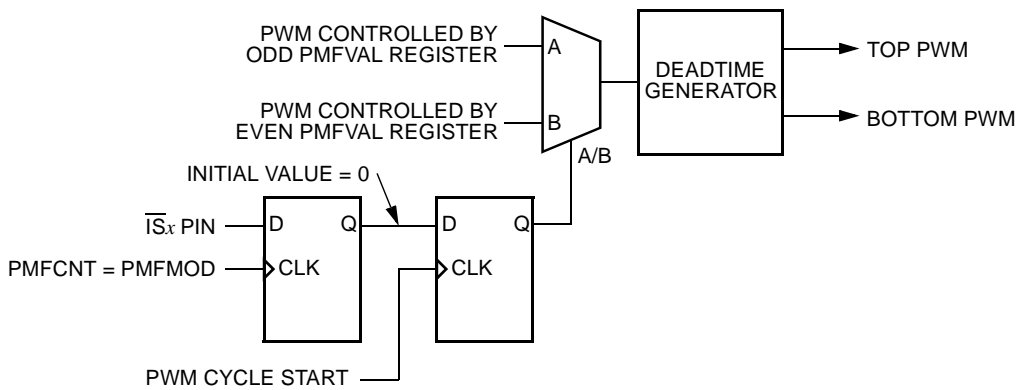 PWM CONTROLLED BY
ODD PMFVAL REGISTER
A
DEADTIME
GENERATOR
TOP PWM
PWM CONTROLLED BY
EVEN PMFVAL REGISTER
B
BOTTOM PWM
A/B
INITIAL VALUE = 0
I̅S̅x PIN
D
Q
D
Q
PMFCNT = PMFMOD
CLK
CLK
PWM CYCLE START